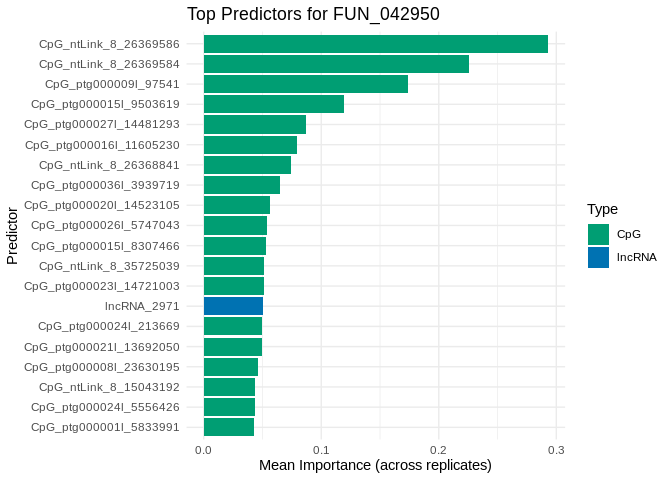 Top Predictors for FUN_042950
Predictor
CpG_ntLink_8_26369586
CpG_ntLink_8_26369584
CpG_ptg000009l_97541
CpG_ptg000015l_9503619
CpG_ptg000027l_14481293
CpG_ptg000016l_11605230
CpG_ntLink_8_26368841
CpG_ptg000036l_3939719
CpG_ptg000020l_14523105
CpG_ptg000026l_5747043
CpG_ptg000015l_8307466
CpG_ntLink_8_35725039
CpG_ptg000023l_14721003
lncRNA_2971
CpG_ptg000024l_213669
CpG_ptg000021l_13692050
CpG_ptg000008l_23630195
CpG_ntLink_8_15043192
CpG_ptg000024l_5556426
CpG_ptg000001l_5833991
0.0 0.1 0.2 0.3
Mean Importance (across replicates)
Type
CpG
lncRNA